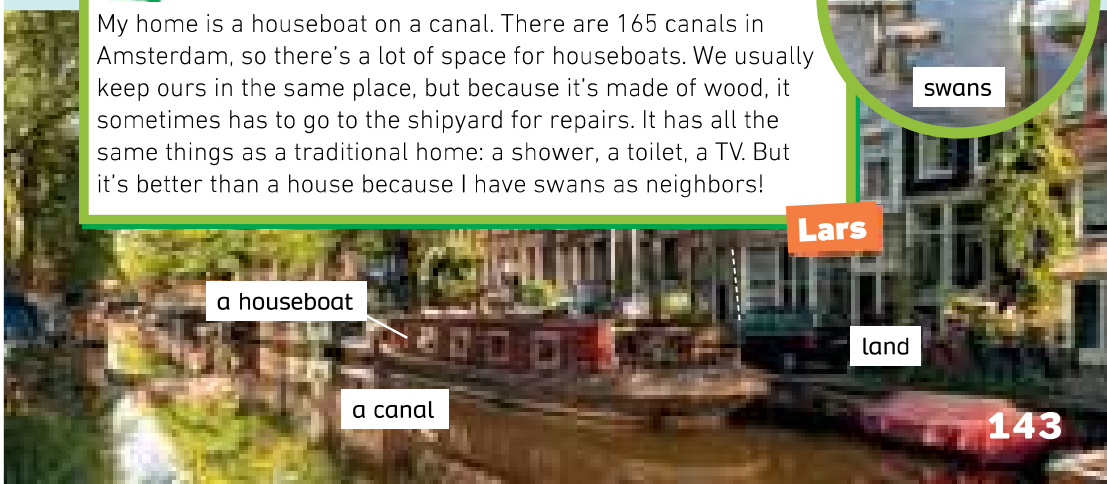 My home is a houseboat on a canal. There are 165 canals in
Amsterdam, so there's a lot of space for houseboats. We usually
keep ours in the same place, but because it's made of wood, it
sometimes has to go to the shipyard for repairs. It has all the
same things as a traditional home: a shower, a toilet, a TV. But
it's better than a house because I have swans as neighbors!
swans
Lars
a houseboat
land
a canal
143